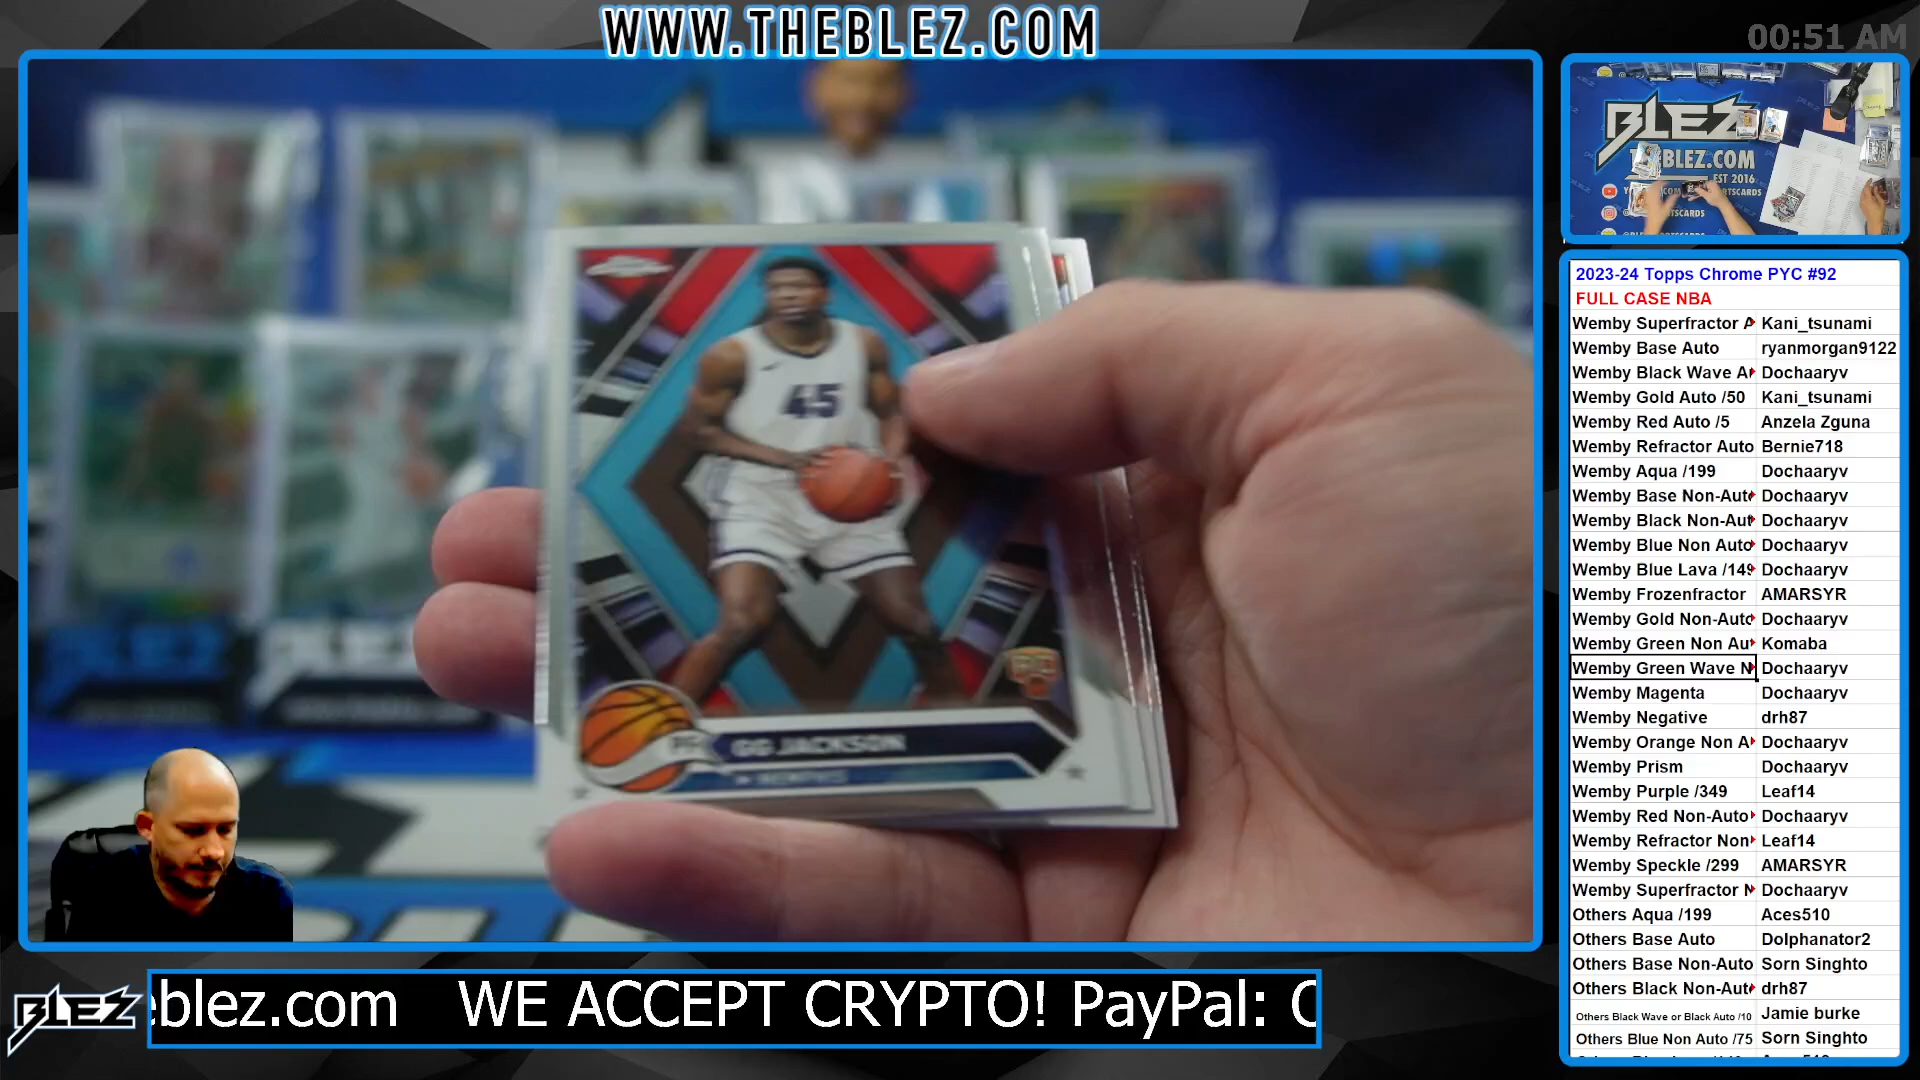 WWW.THEBLEZ.COM
00:51 AM
BLEZ
THEBLEZ.COM
EST 2016
45
GG JACKSON
MEMPHIS
2023-24 Topps Chrome PYC #92
FULL CASE NBA
Wemby Superfractor A Kani_tsunami
Wemby Base Auto ryanmorgan9122
Wemby Black Wave A Dochaaryv
Wemby Gold Auto /50 Kani_tsunami
Wemby Red Auto /5 Anzela Zguna
Wemby Refractor Auto Bernie718
Wemby Aqua /199 Dochaaryv
Wemby Base Non-Auto Dochaaryv
Wemby Black Non-Aut Dochaaryv
Wemby Blue Non Auto Dochaaryv
Wemby Blue Lava /149 Dochaaryv
Wemby Frozenfractor AMARSYR
Wemby Gold Non-Auto Dochaaryv
Wemby Green Non Au Komaba
Wemby Green Wave N Dochaaryv
Wemby Magenta Dochaaryv
Wemby Negative drh87
Wemby Orange Non A Dochaaryv
Wemby Prism Dochaaryv
Wemby Purple /349 Leaf14
Wemby Red Non-Auto Dochaaryv
Wemby Refractor Non Leaf14
Wemby Speckle /299 AMARSYR
Wemby Superfractor N Dochaaryv
Others Aqua /199 Aces510
Others Base Auto Dolphanator2
Others Base Non-Auto Sorn Singhto
Others Black Non-Auto drh87
Others Black Wave or Black Auto /10 Jamie burke
Others Blue Non Auto /75 Sorn Singhto
BLEZ
eblez.com WE ACCEPT CRYPTO! PayPal: